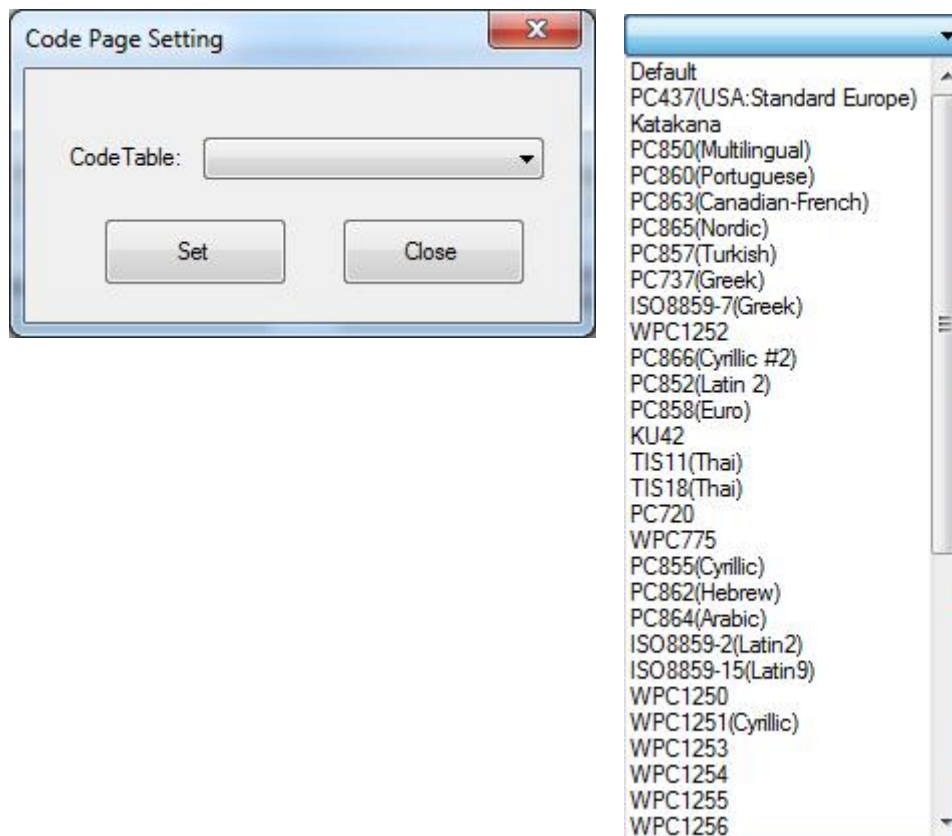 Code Page Setting
CodeTable:
Set
Close
Default
PC437(USA:Standard Europe)
Katakana
PC850(Multilingual)
PC860(Portuguese)
PC863(Canadian-French)
PC865(Nordic)
PC857(Turkish)
PC737(Greek)
ISO8859-7(Greek)
WPC1252
PC866(Cyrillic #2)
PC852(Latin 2)
PC858(Euro)
KU42
TIS11(Thai)
TIS18(Thai)
PC720
WPC775
PC855(Cyrillic)
PC862(Hebrew)
PC864(Arabic)
ISO8859-2(Latin2)
ISO8859-15(Latin9)
WPC1250
WPC1251(Cyrillic)
WPC1253
WPC1254
WPC1255
WPC1256